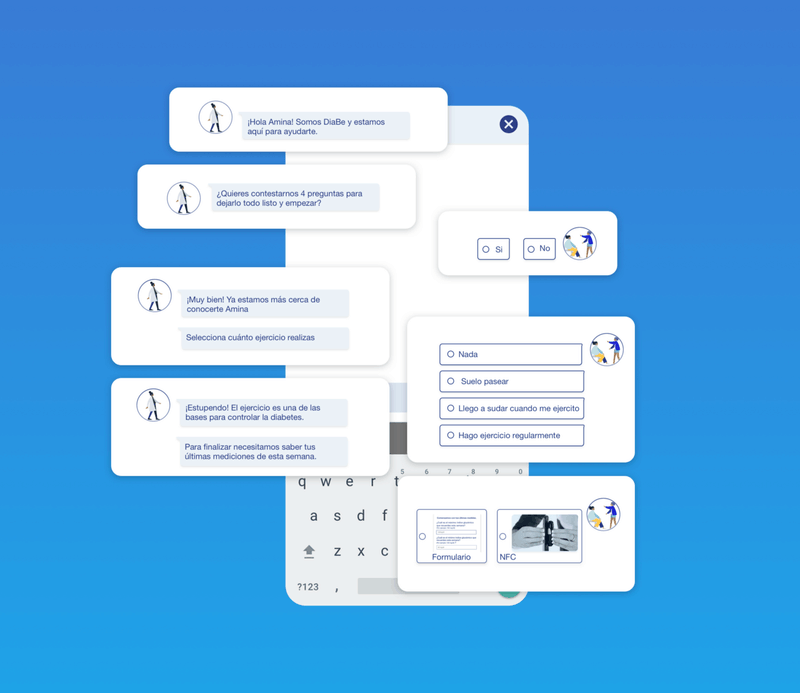 ¡Hola Amina! Somos DiaBe y estamos
aquí para ayudarte.
¿Quieres contestarnos 4 preguntas para
dejarlo todo listo y empezar?
Sí
No
¡Muy bien! Ya estamos más cerca de
conocerte Amina
Selecciona cuánto ejercicio realizas
Nada
Suelo pasear
Llego a sudar cuando me ejercito
Hago ejercicio regularmente
¡Estupendo! El ejercicio es una de las
bases para controlar la diabetes.
Para finalizar necesitamos saber tus
últimas mediciones de esta semana.
5 6 7 8 9 0
q w e r t
a s d f
z x c
?123 ,
Formulario
NFC